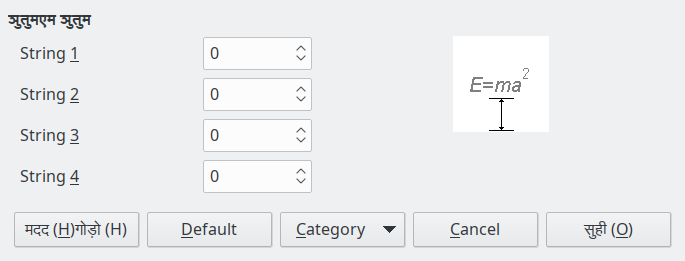 ञुतुमएम ञुतुम
String 1 0
E=ma2
String 2 0
String 3 0
String 4 0
मदद (H)गोड़ो (H) Default Category Cancel सुही (O)